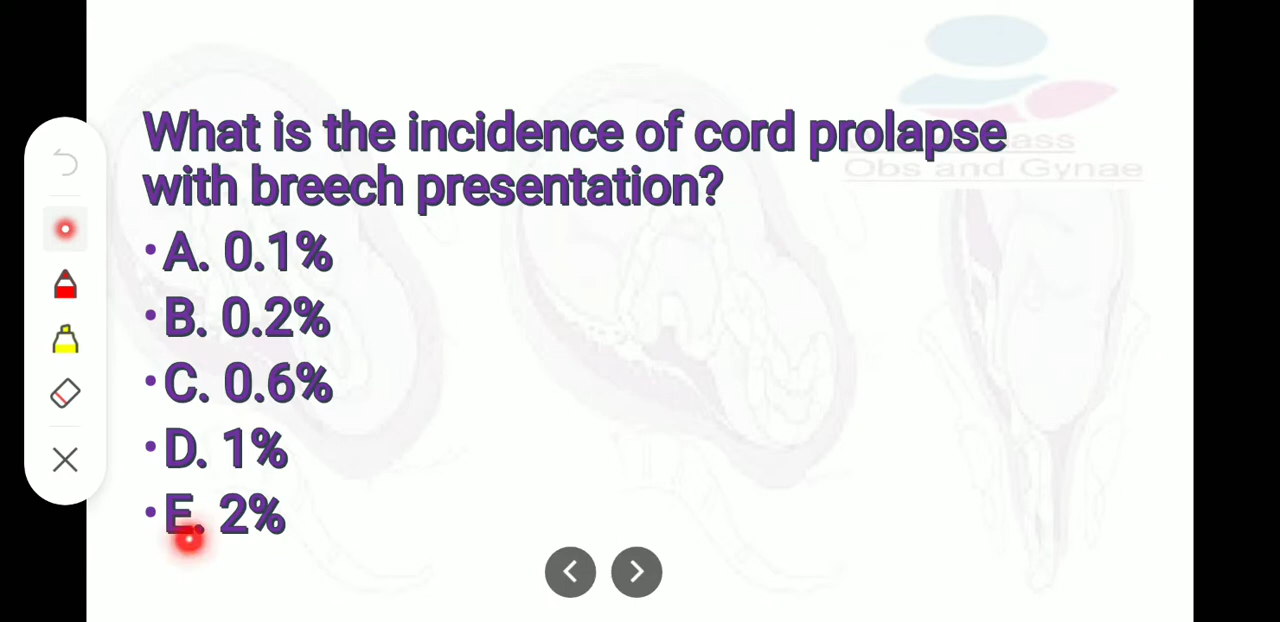 What is the incidence of cord prolapse
with breech presentation?
• A. 0.1%
• B. 0.2%
• C. 0.6%
• D. 1%
• E. 2%
lass
Obs and Gynae